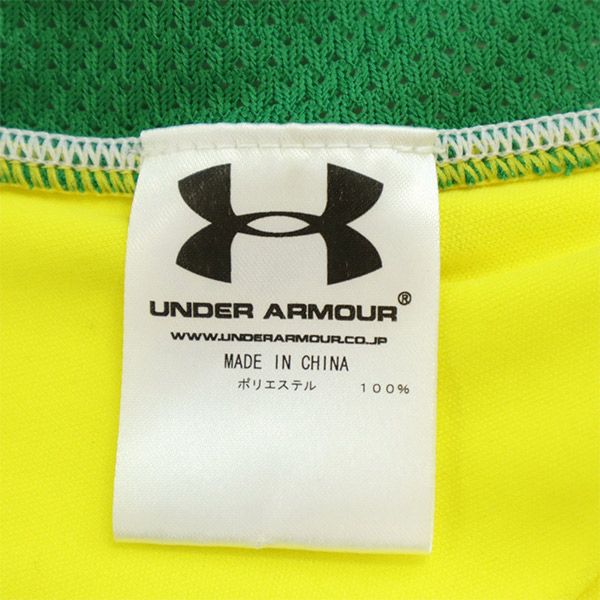 UNDER ARMOUR®
WWW.UNDERARMOUR.CO.JP
MADE IN CHINA
ポリエステル 100%